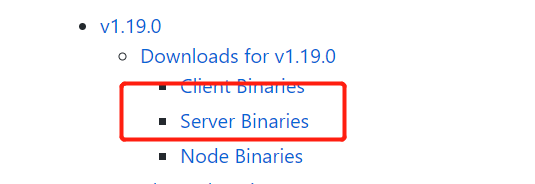 v1.19.0
Downloads for v1.19.0
Client Binaries
Server Binaries
Node Binaries